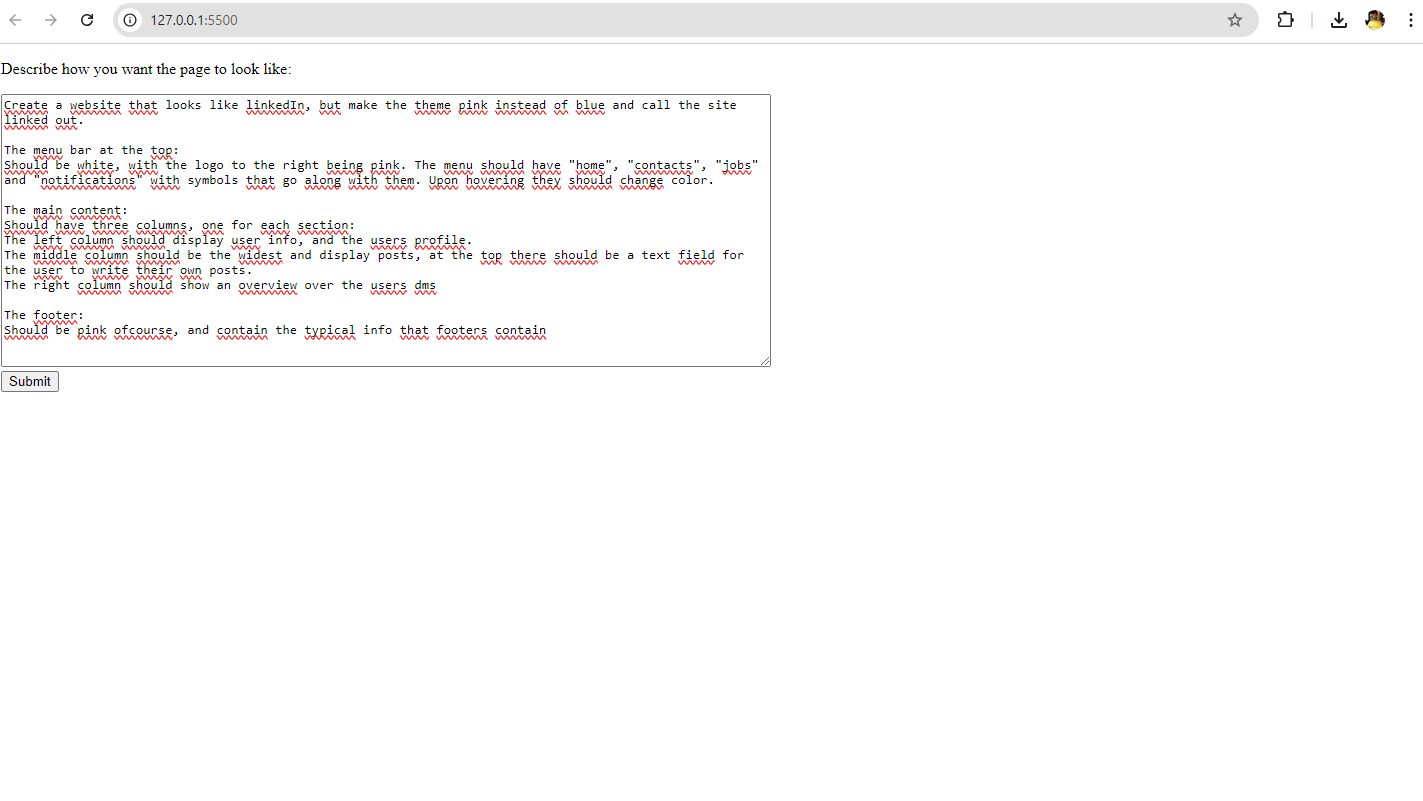 127.0.0.1:5500
Describe how you want the page to look like:
Create a website that looks like linkedIn, but make the theme pink instead of blue and call the site
linked out.
The menu bar at the top:
Should be white, with the logo to the right being pink. The menu should have "home", "contacts", "jobs"
and "notifications" with symbols that go along with them. Upon hovering they should change color.
The main content:
Should have three columns, one for each section:
The left column should display user info, and the users profile.
The middle column should be the widest and display posts, at the top there should be a text field for
the user to write their own posts.
The right column should show an overview over the users dms
The footer:
Should be pink ofcourse, and contain the typical info that footers contain
Submit